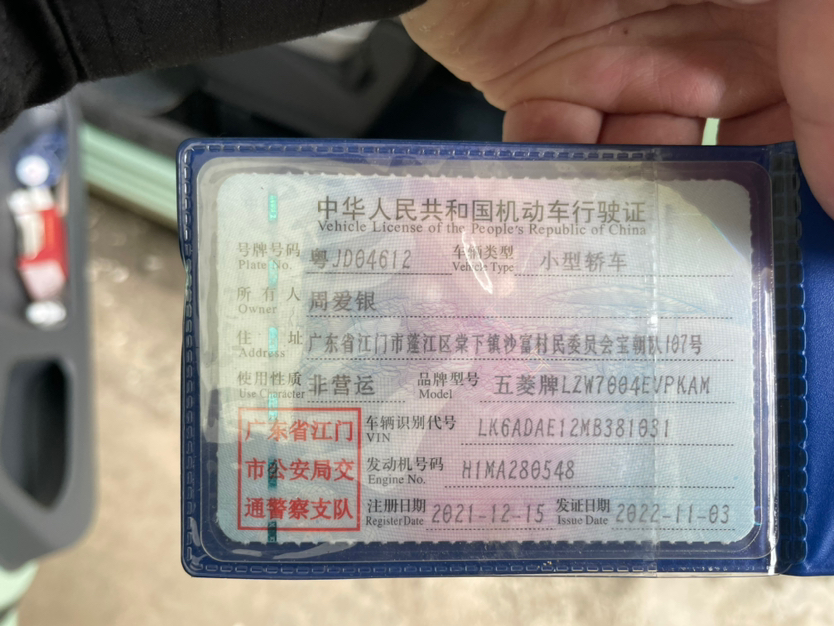 中华人民共和国机动车行驶证
Vehicle License of the People's Republic of China
号牌号码 粤JD04612 车辆类型 小型轿车
Plate No. Vehicle Type
所有人 周爱银
Owner
住址 广东省江门市蓬江区棠下镇沙富村民委员会宝朝队107号
Address
使用性质 非营运 品牌型号 五菱牌LZW7004EVPKAM
Use Character Model
广东省江门
市公安局交
通警察支队
车辆识别代号 LK6ADAE12MB381031
VIN
发动机号码 H1MA280548
Engine No.
注册日期 2021-12-15 发证日期 2022-11-03
Register Date Issue Date